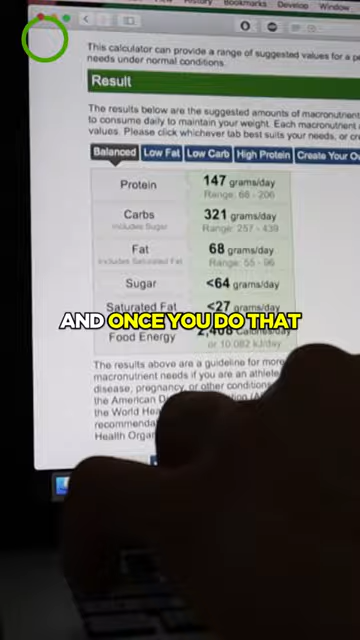 History Bookmarks Develop Window
This calculator can provide a range of suggested values for a pe
needs under normal conditions.
Result
The results below are the suggested amounts of macronutrient
to consume daily to maintain your weight. Each macronutrient
values. Please click whichever tab best suits your needs, or cre
Balanced Low Fat Low Carb High Protein Create Your Ow
Protein 147 grams/day
Range: 68 - 206
Carbs 321 grams/day
Includes Sugar Range: 257 - 439
Fat 68 grams/day
Includes Saturated Fat Range: 55 - 96
Sugar <64 grams/day
AND ONCE YOU DO THAT
Saturated Fat <27 grams/day
Food Energy
or 10,082 kJ/day
The results above are a guideline for more
macronutrient needs if you are an athlete
disease, pregnancy, or other conditions
the American D
the World Hea
recommenda
Health Organ